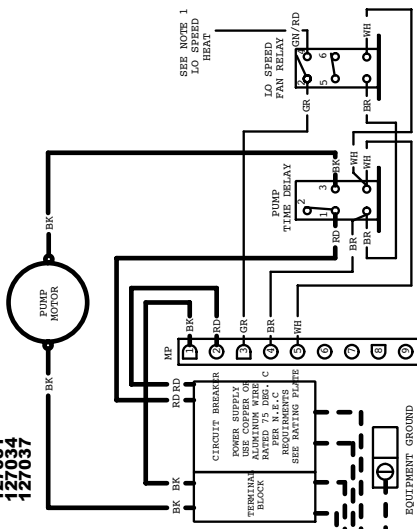 127034
127037
PUMP
MOTOR
BK
BK
SEE NOTE 1
LO SPEED
HEAT
GN/RD
WH
4
6
2
5
LO SPEED
FAN RELAY
GR
BR
BK
WH
WH
3
2
1
PUMP
TIME DELAY
RD
BR
BR
MP
1
2
3
4
5
6
7
8
9
BK
RD
GR
BR
WH
RD
RD
CIRCUIT BREAKER
POWER SUPPLY
USE COPPER OR
ALUMINUM WIRE
RATED 75 DEG. C
PER N.E.C
REQUIRMENTS
SEE RATING PLATE
BK
BK
TERMINAL
BLOCK
EQUIPMENT GROUND